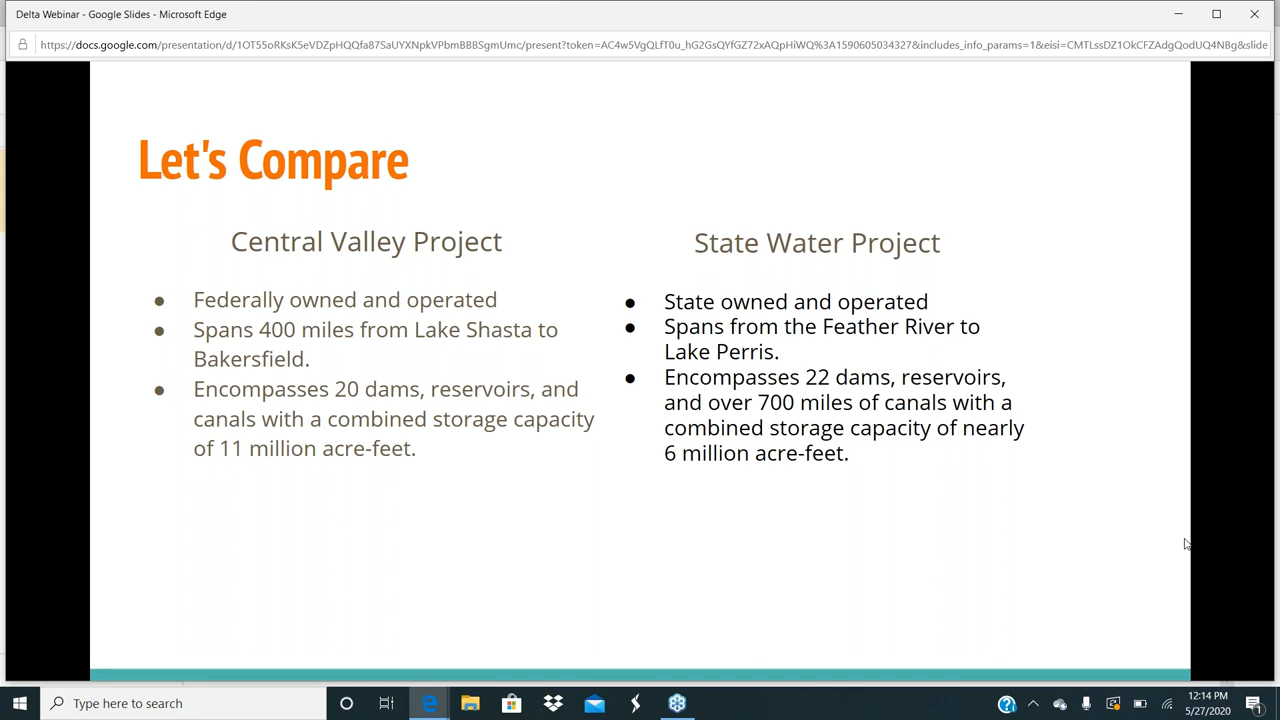 Delta Webinar - Google Slides - Microsoft Edge
https://docs.google.com/presentation/d/1OT55oRKsK5eVDZpHQQfa87SaUYXNpkVPbmBBBSgmUmc/present?token=AC4w5VgQLfT0u_hG2GsQYfGZ72xAQpHiWQ%3A1590605034327&includes_info_params=1&eisi=CMTLssDZ1OkCFZAdgQodUQ4NBg&slide
Let's Compare
Central Valley Project
● Federally owned and operated
● Spans 400 miles from Lake Shasta to
Bakersfield.
● Encompasses 20 dams, reservoirs, and
canals with a combined storage capacity
of 11 million acre-feet.
State Water Project
● State owned and operated
● Spans from the Feather River to
Lake Perris.
● Encompasses 22 dams, reservoirs,
and over 700 miles of canals with a
combined storage capacity of nearly
6 million acre-feet.
Type here to search
12:14 PM
5/27/2020
1